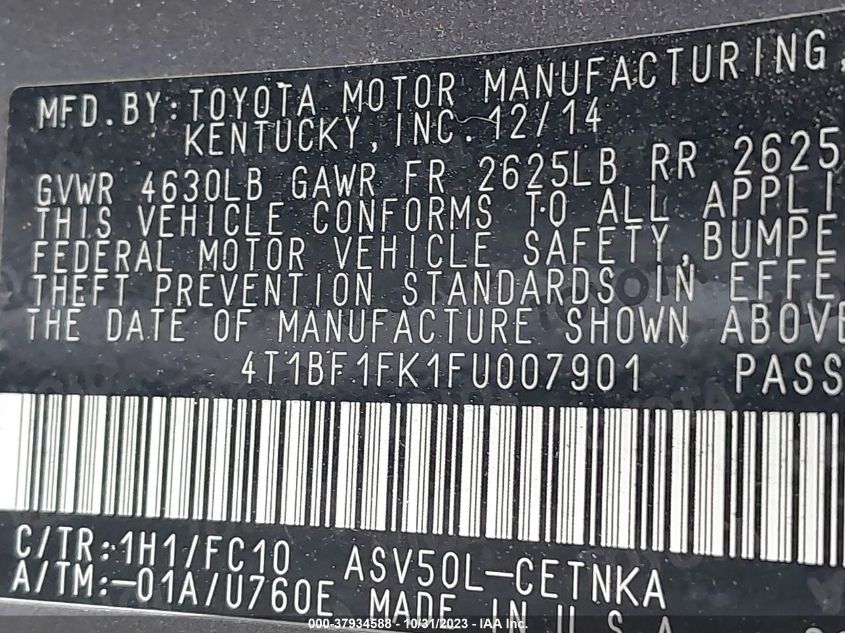 MFD. BY: TOYOTA MOTOR MANUFACTURING,
KENTUCKY, INC. 12/14
GVWR 4630LB GAWR FR 2625LB RR 2625
THIS VEHICLE CONFORMS TO ALL APPLI
FEDERAL MOTOR VEHICLE SAFETY, BUMPE
THEFT PREVENTION STANDARDS IN EFFE
THE DATE OF MANUFACTURE SHOWN ABOVE
4T1BF1FK1FU007901 PASS
C/TR: 1H1/FC10 ASV50L-CETNKA
A/TM:-01A/U760E MADE IN U.S.A
000-37934588 - 10/31/2023 - IAA Inc.